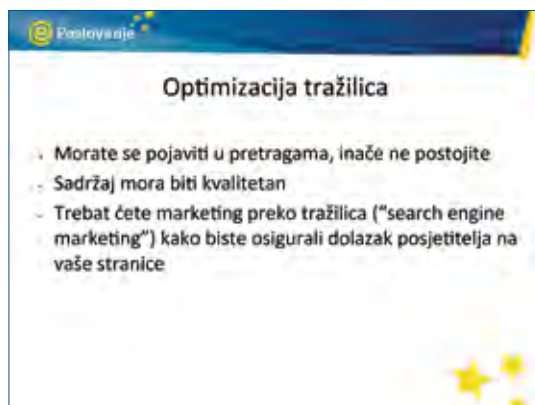 e Poslovanje
Optimizacija tražilica
- Morate se pojaviti u pretragama, inače ne postojite
- Sadržaj mora biti kvalitetan
- Trebat ćete marketing preko tražilica ("search engine
marketing") kako biste osigurali dolazak posjetitelja na
vaše stranice